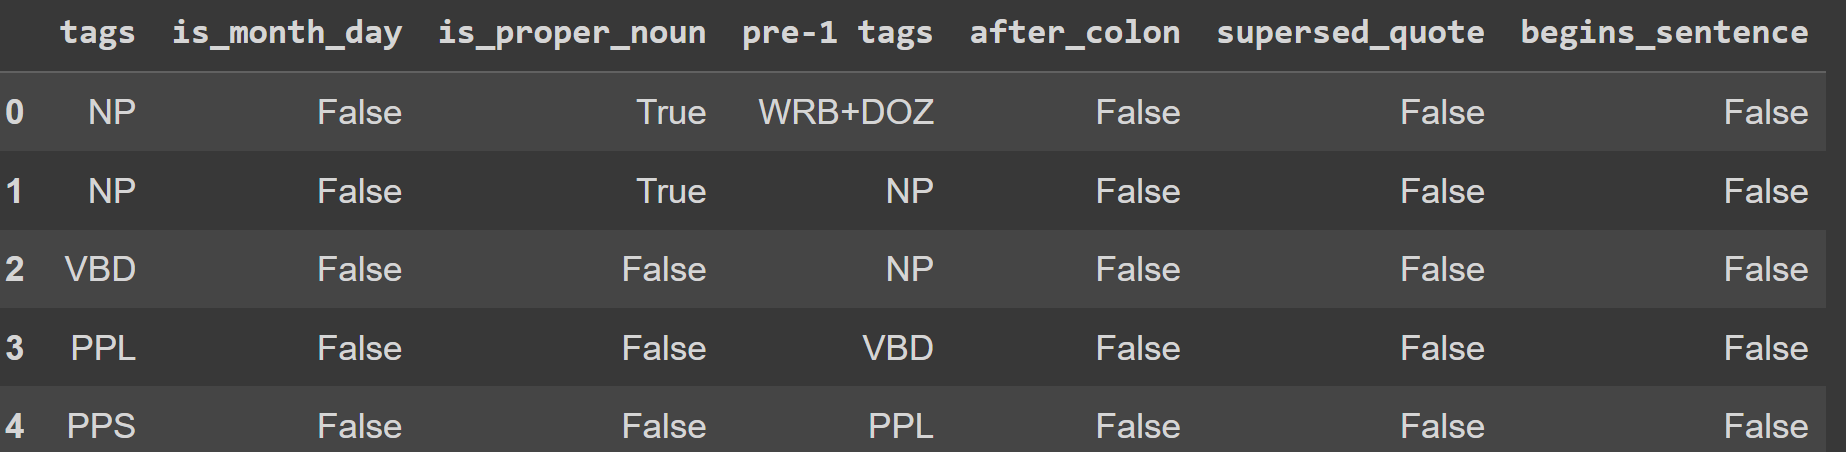 tags is_month_day is_proper_noun pre-1 tags after_colon supersed_quote begins_sentence
0 NP False True WRB+DOZ False False False
1 NP False True NP False False False
2 VBD False False NP False False False
3 PPL False False VBD False False False
4 PPS False False PPL False False False